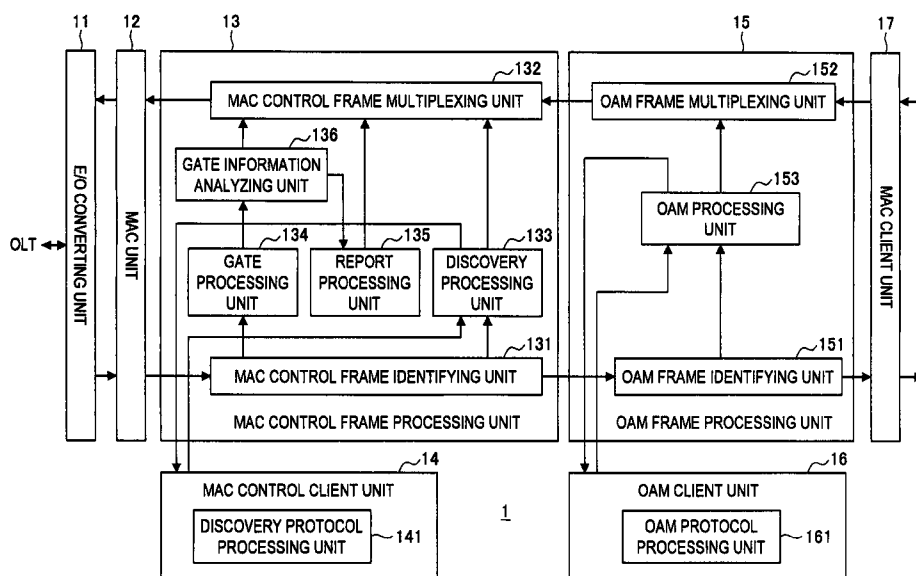 11
12
13
15
17
132
MAC CONTROL FRAME MULTIPLEXING UNIT
152
OAM FRAME MULTIPLEXING UNIT
136
GATE INFORMATION
ANALYZING UNIT
153
OAM PROCESSING
UNIT
134
GATE
PROCESSING
UNIT
135
REPORT
PROCESSING
UNIT
133
DISCOVERY
PROCESSING
UNIT
OLT
E/O CONVERTING UNIT
MAC UNIT
MAC CLIENT UNIT
131
MAC CONTROL FRAME IDENTIFYING UNIT
151
OAM FRAME IDENTIFYING UNIT
MAC CONTROL FRAME PROCESSING UNIT
OAM FRAME PROCESSING UNIT
14
MAC CONTROL CLIENT UNIT
DISCOVERY PROTOCOL
PROCESSING UNIT
141
1
16
OAM CLIENT UNIT
OAM PROTOCOL
PROCESSING UNIT
161